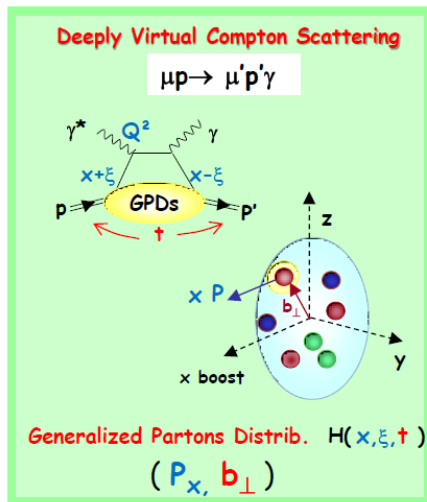 Deeply Virtual Compton Scattering
μp→ μ'p'γ
γ* Q² γ
x+ξ x-ξ
p GPDs P'
t
z
x P b⊥
y
x boost
Generalized Partons Distrib. H(x,ξ,t)
(Px, b⊥)